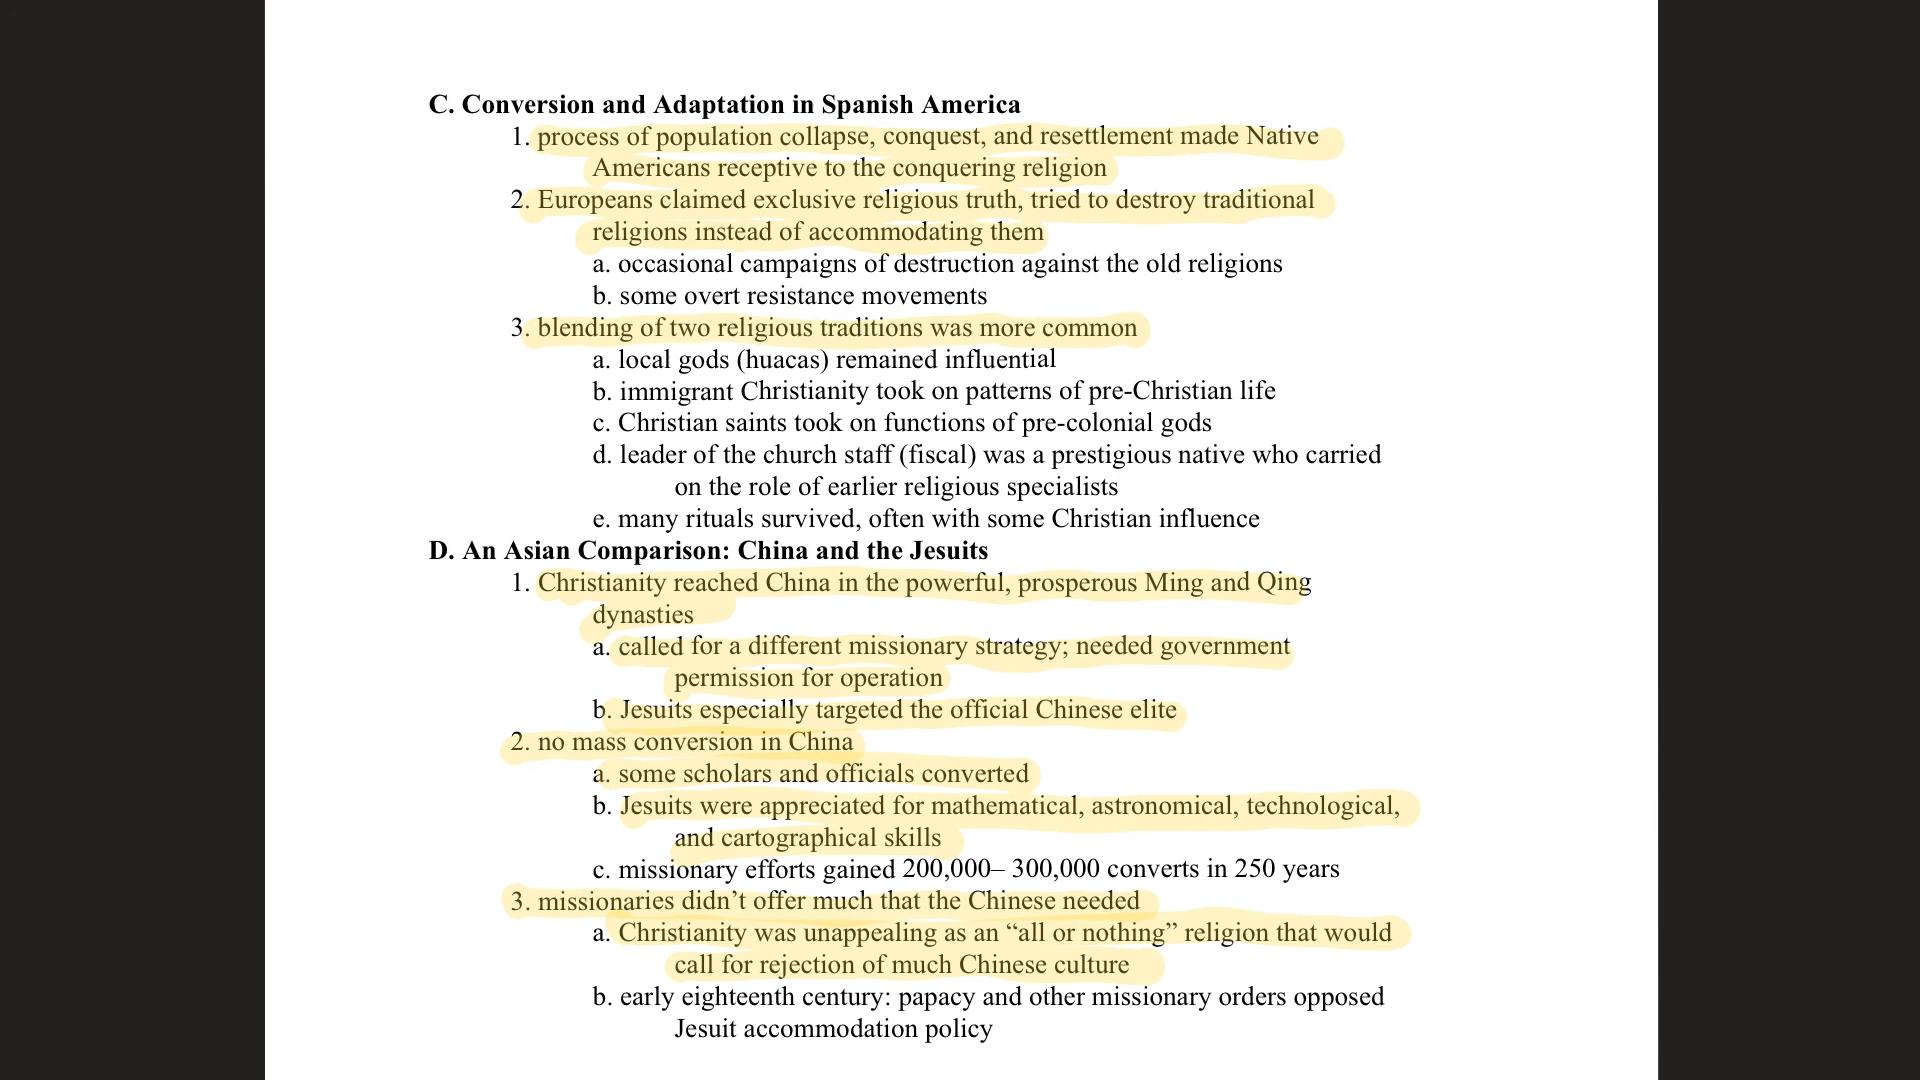 C. Conversion and Adaptation in Spanish America
1. process of population collapse, conquest, and resettlement made Native
Americans receptive to the conquering religion
2. Europeans claimed exclusive religious truth, tried to destroy traditional
religions instead of accommodating them
a. occasional campaigns of destruction against the old religions
b. some overt resistance movements
3. blending of two religious traditions was more common
a. local gods (huacas) remained influential
b. immigrant Christianity took on patterns of pre-Christian life
c. Christian saints took on functions of pre-colonial gods
d. leader of the church staff (fiscal) was a prestigious native who carried
on the role of earlier religious specialists
e. many rituals survived, often with some Christian influence
D. An Asian Comparison: China and the Jesuits
1. Christianity reached China in the powerful, prosperous Ming and Qing
dynasties
a. called for a different missionary strategy; needed government
permission for operation
b. Jesuits especially targeted the official Chinese elite
2. no mass conversion in China
a. some scholars and officials converted
b. Jesuits were appreciated for mathematical, astronomical, technological,
and cartographical skills
c. missionary efforts gained 200,000– 300,000 converts in 250 years
3. missionaries didn’t offer much that the Chinese needed
a. Christianity was unappealing as an “all or nothing” religion that would
call for rejection of much Chinese culture
b. early eighteenth century: papacy and other missionary orders opposed
Jesuit accommodation policy